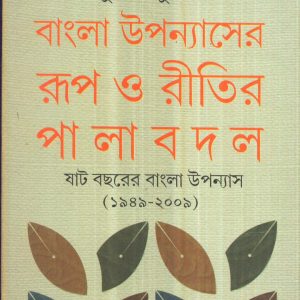 বাংলা উপন্যাসের
রূপ ও রীতির
পা লা ব দ ল
ষাট বছরের বাংলা উপন্যাস
(১৯৪৯-২০০৯)